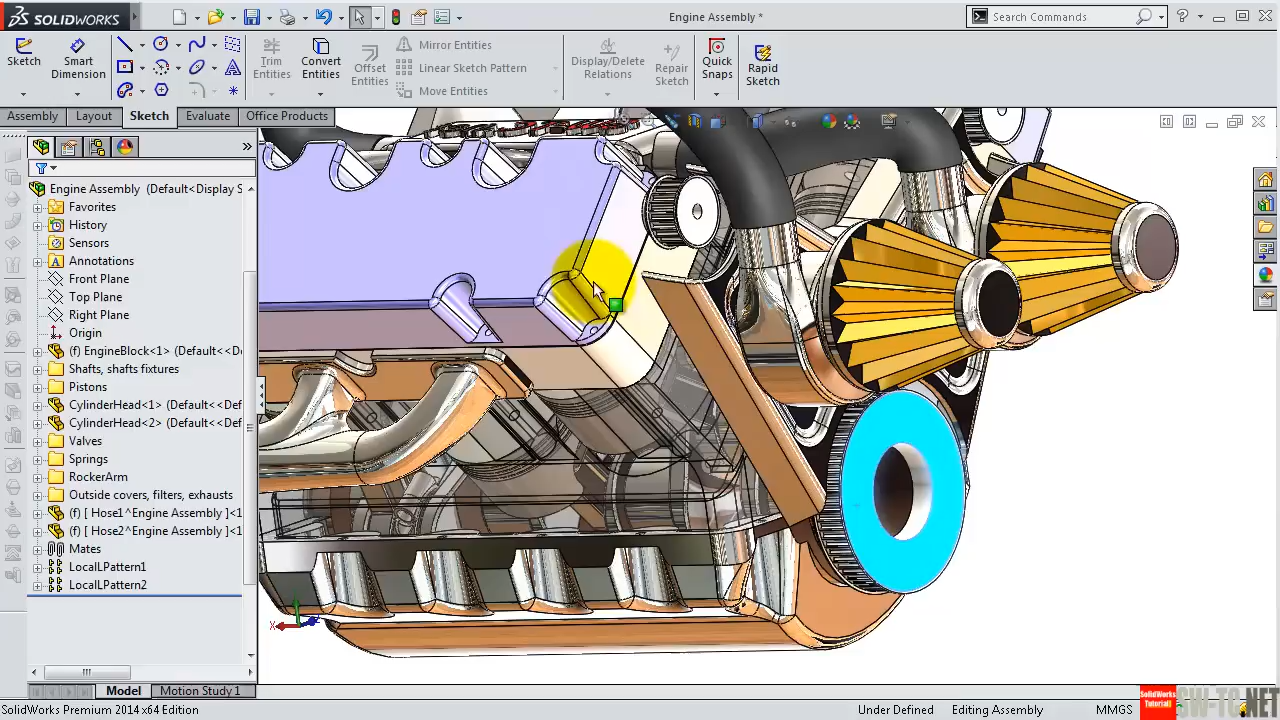 SOLIDWORKS
Engine Assembly *
Search Commands
Sketch
Smart Dimension
Trim Entities
Convert Entities
Offset Entities
Mirror Entities
Linear Sketch Pattern
Move Entities
Display/Delete Relations
Repair Sketch
Quick Snaps
Rapid Sketch
Assembly
Layout
Sketch
Evaluate
Office Products
Engine Assembly (Default<Display S
Favorites
History
Sensors
Annotations
Front Plane
Top Plane
Right Plane
Origin
(f) EngineBlock<1> (Default<<D
Shafts, shafts fixtures
Pistons
CylinderHead<1> (Default<<Def
CylinderHead<2> (Default<<Def
Valves
Springs
RockerArm
Outside covers, filters, exhausts
(f) [ Hose1^Engine Assembly ]<1
(f) [ Hose2^Engine Assembly ]<1
Mates
LocalLPattern1
LocalLPattern2
X
Model
Motion Study 1
SolidWorks Premium 2014 x64 Edition
Under Defined
Editing Assembly
MMGS
SolidWorks
Tutorial
SW-TC.NET